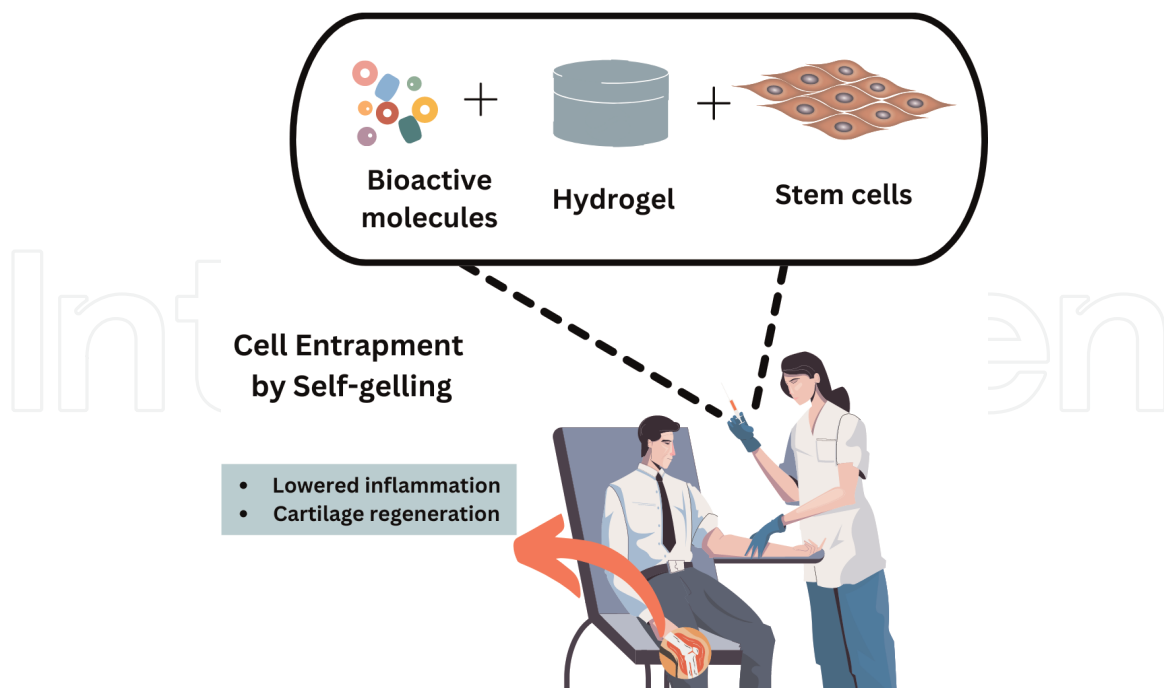 Bioactive
molecules
Hydrogel
Stem cells
Cell Entrapment
by Self-gelling
• Lowered inflammation
• Cartilage regeneration